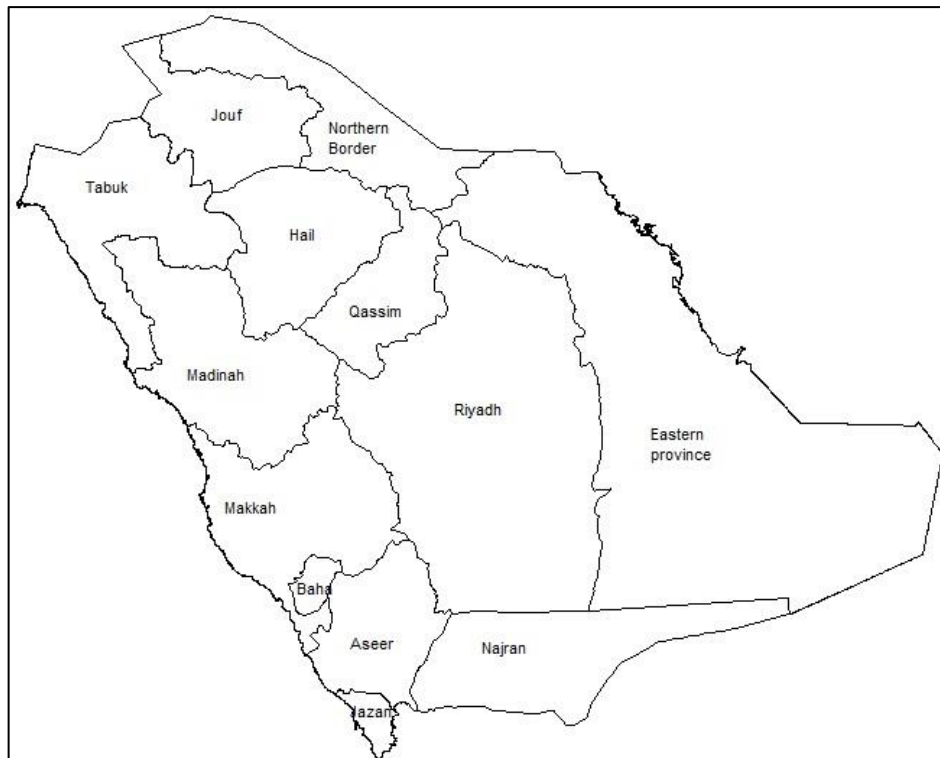 Jouf
Northern
Border
Tabuk
Hail
Qassim
Madinah
Riyadh
Eastern
province
Makkah
Baha
Aseer
Najran
Jazan